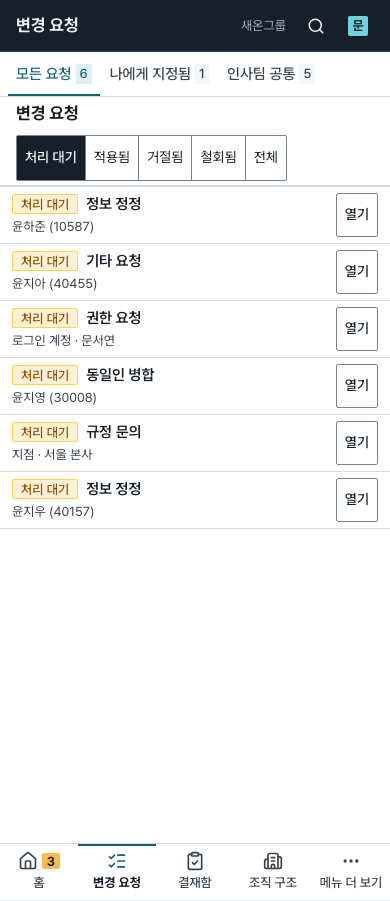 변경 요청 새온그룹 문
모든 요청 6 나에게 지정됨 1 인사팀 공통 5
변경 요청
처리 대기 적용됨 거절됨 철회됨 전체
처리 대기 정보 정정
윤하준 (10587)
열기
처리 대기 기타 요청
윤지아 (40455)
열기
처리 대기 권한 요청
로그인 계정 · 문서연
열기
처리 대기 동일인 병합
윤지영 (30008)
열기
처리 대기 규정 문의
지점 · 서울 본사
열기
처리 대기 정보 정정
윤지우 (40157)
열기
3
홈 변경 요청 결재함 조직 구조 메뉴 더 보기